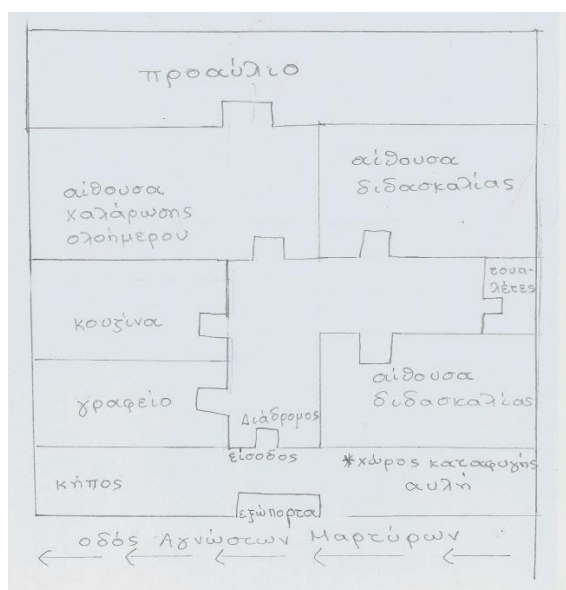 προαύλιο
αίθουσα
διδασκαλίας
αίθουσα
χαλάρωσης
ολοήμερου
τουα-
λέτες
κουζίνα
αίθουσα
διδασκαλίας
γραφείο
Διάδρομος
είσοδος
*χώρος καταφυγής
αυλή
κήπος
εξώπορτα
οδός Αγνώστων Μαρτύρων